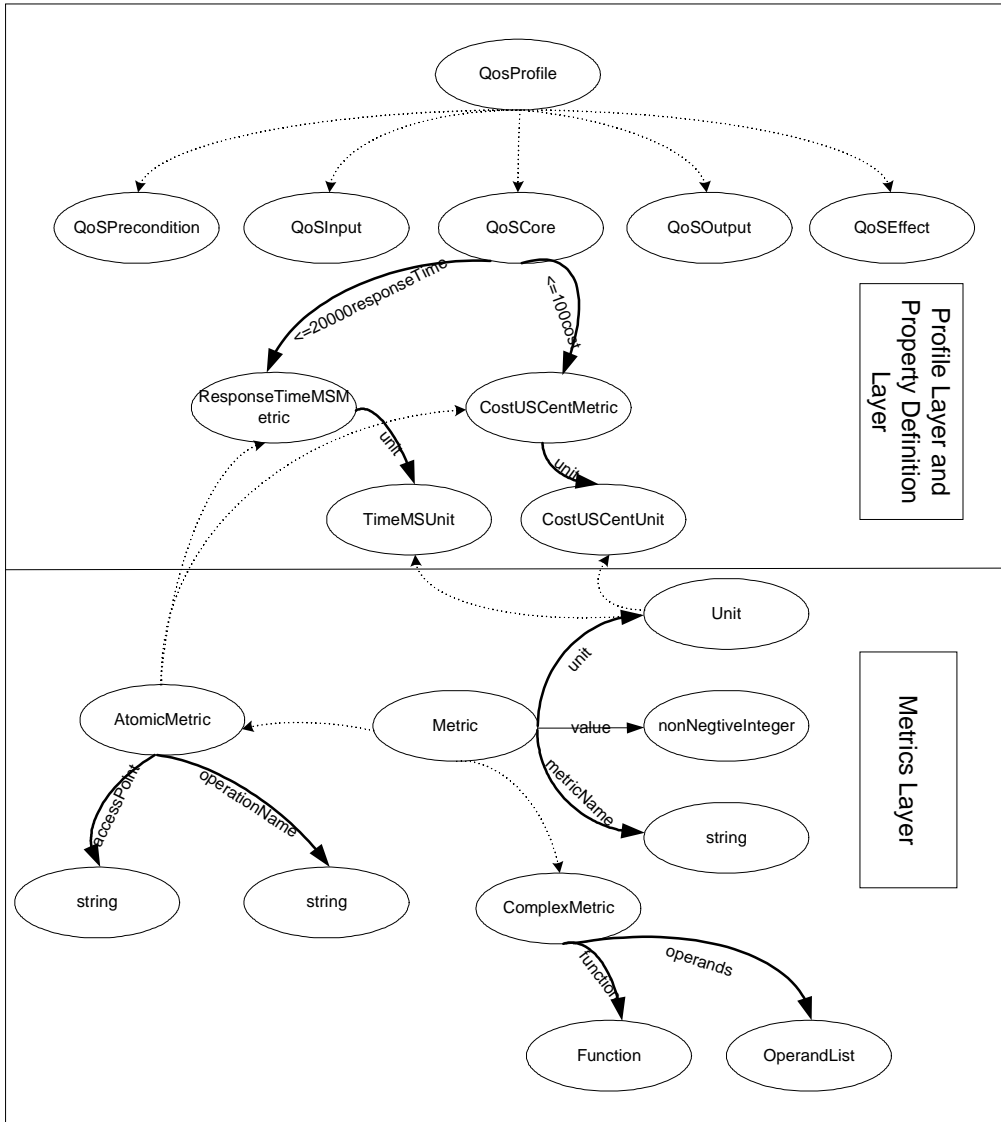 QosProfile
QoSPrecondition
QoSInput
QoSCore
QoSOutput
QoSEffect
<=20000responseTime
<=100cost
Profile Layer and
Property Definition
Layer
ResponseTimeMSM
etric
CostUSCentMetric
unit
unit
TimeMSUnit
CostUSCentUnit
Unit
unit
AtomicMetric
Metric
value
nonNegtiveInteger
Metrics Layer
metricName
accessPoint
operationName
string
string
string
ComplexMetric
function
operands
Function
OperandList